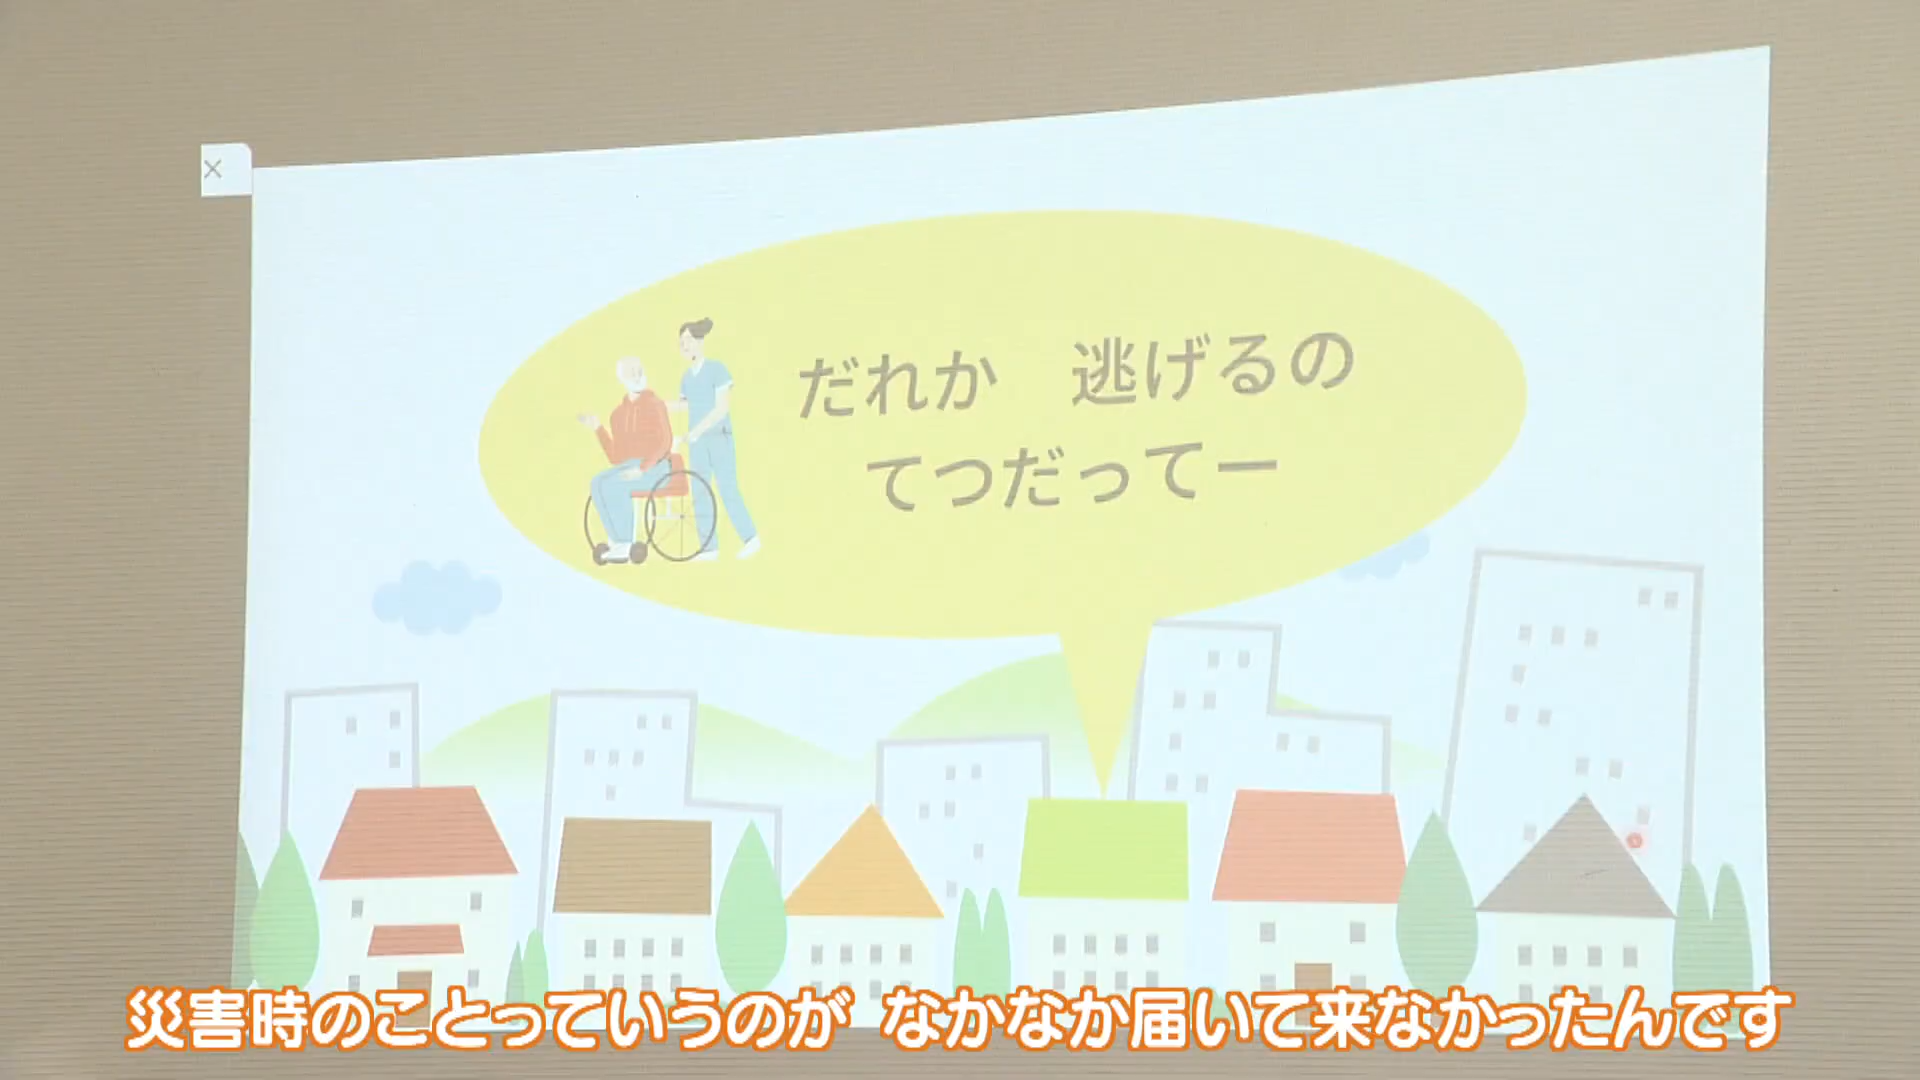 だれか 逃げるの
てつだってー
災害時のことっていうのが なかなか届いて来なかったんです